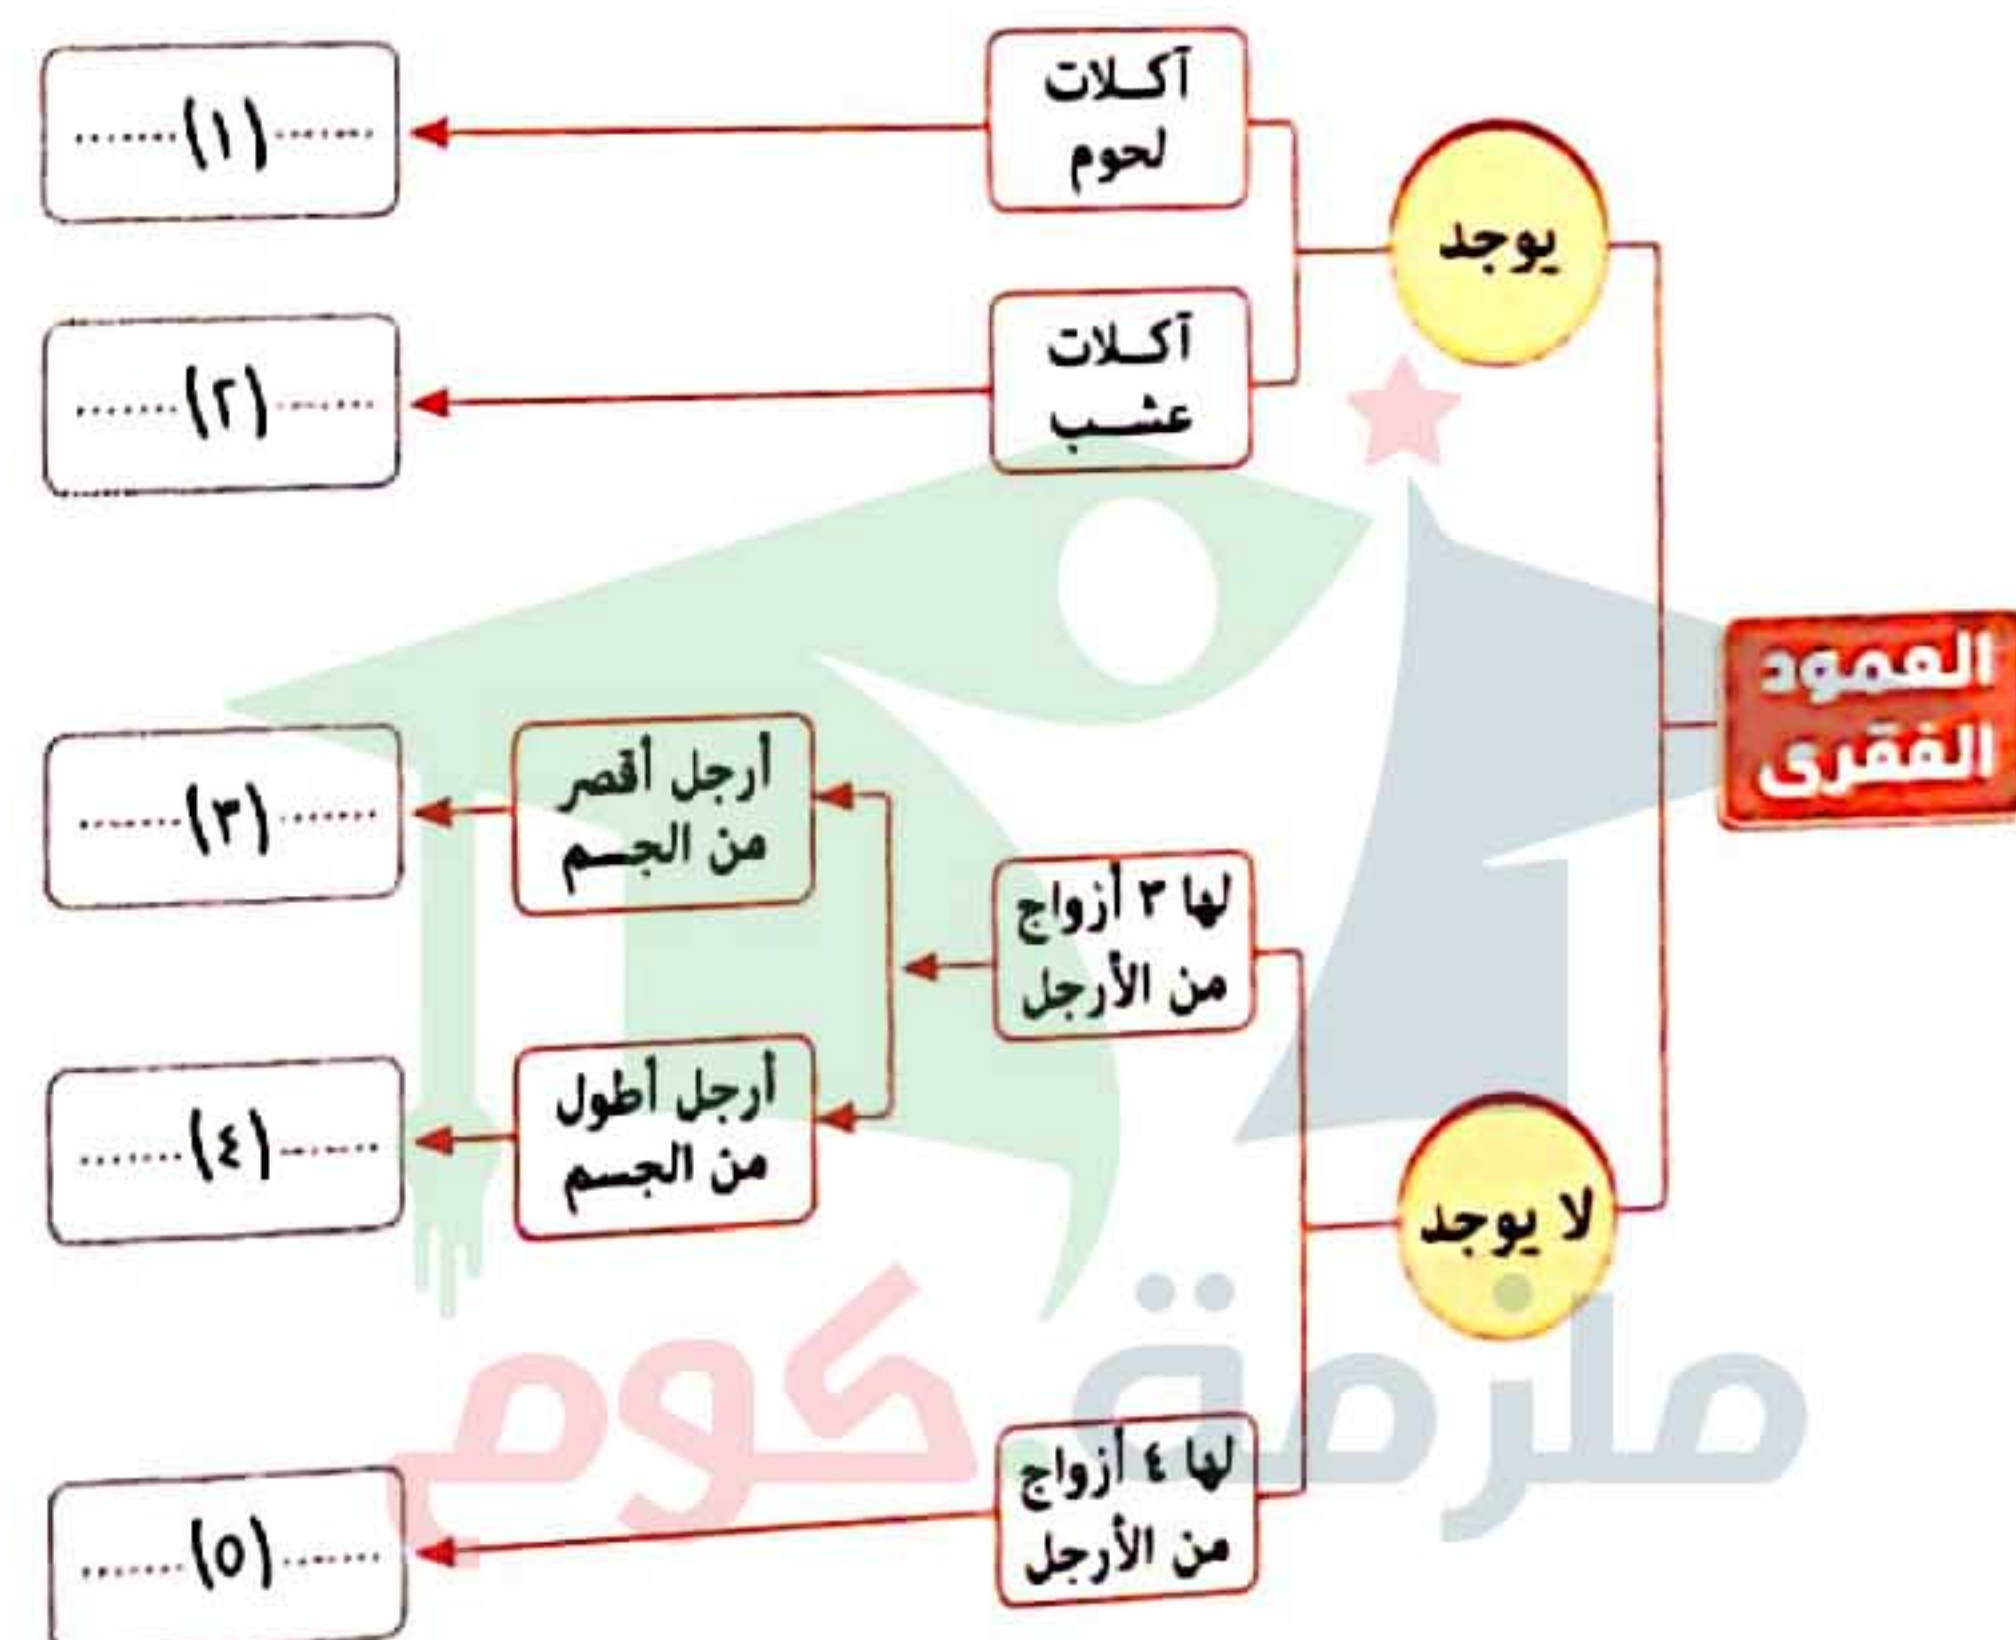 العمود
الفقرى
يوجد
آكلات
لحوم
.......(١).......
آكلات
عشب
.......(٢).......
لا يوجد
لها ٣ أزواج
من الأرجل
أرجل أقصر
من الجسم
.......(٣).......
أرجل أطول
من الجسم
.......(٤).......
لها ٤ أزواج
من الأرجل
.......(٥).......
ملزمة كوم